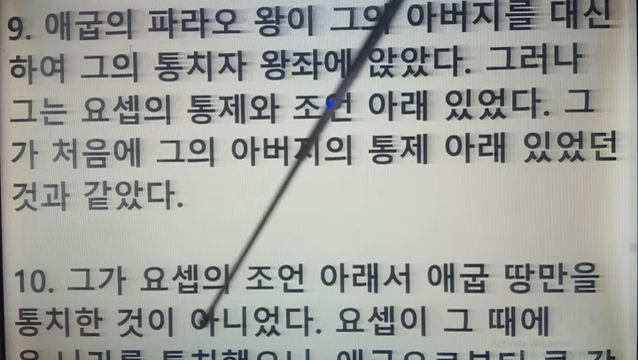 9. 애굽의 파라오 왕이 그의 아버지를 대신
하여 그의 통치자 왕좌에 앉았다. 그러나
그는 요셉의 통제와 조언 아래 있었다. 그
가 처음에 그의 아버지의 통제 아래 있었던
것과 같았다.
10. 그가 요셉의 조언 아래서 애굽 땅만을
통치한 것이 아니었다. 요셉이 그 때에
Activate Windows